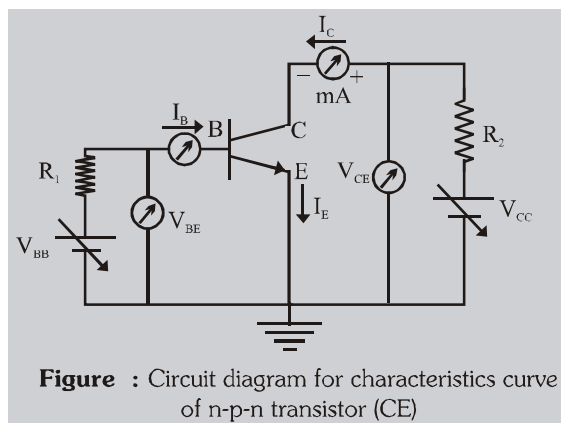 I_C
− +
mA
I_B
B
C
R_1
E
V_CE
R_2
V_BE
I_E
V_CC
V_BB
Figure : Circuit diagram for characteristics curve
of n-p-n transistor (CE)